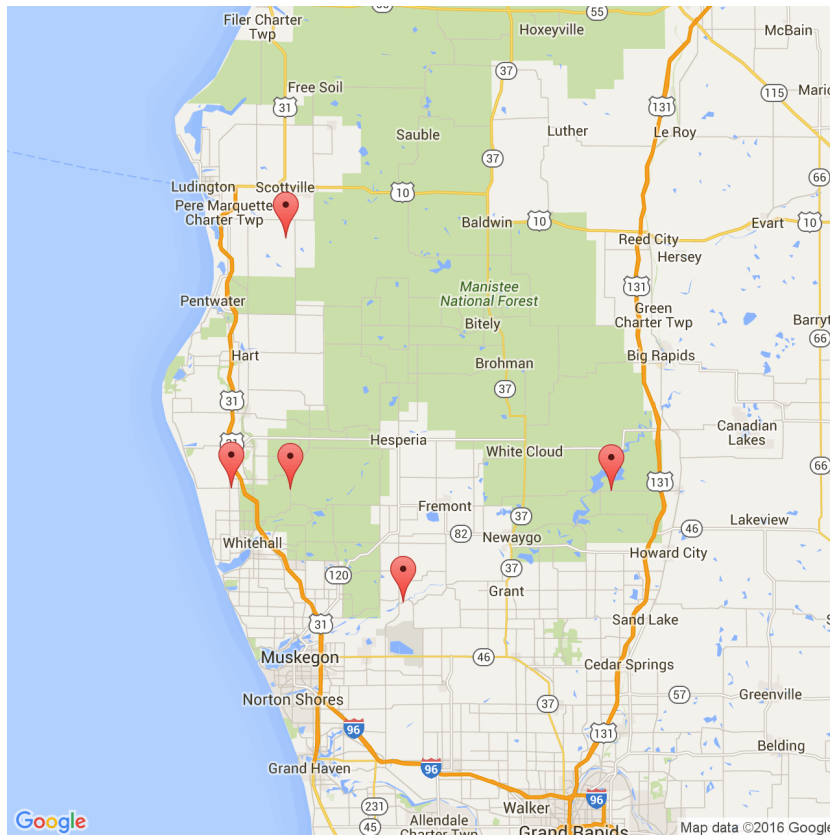 Filer Charter
Twp
55
Hoxeyville
McBain
37
131
115
Free Soil
31
Sauble
Luther
Le Roy
37
66
Ludington
Scottville
10
Pere Marquette
Charter Twp
Baldwin
10
Evart
10
Reed City
Hersey
Manistee
National Forest
131
Pentwater
Green
Charter Twp
Bitely
66
Hart
Brohman
Big Rapids
37
31
Canadian
Lakes
31
Hesperia
White Cloud
66
131
Fremont
37
Lakeview
46
82
Newaygo
Whitehall
Howard City
37
120
Grant
31
Sand Lake
Muskegon
46
Cedar Springs
Norton Shores
57
Greenville
37
96
131
Belding
Grand Haven
96
231
Walker
96
45
Allendale
Charter Twp
Grand Rapids
Google
Map data ©2016 Google